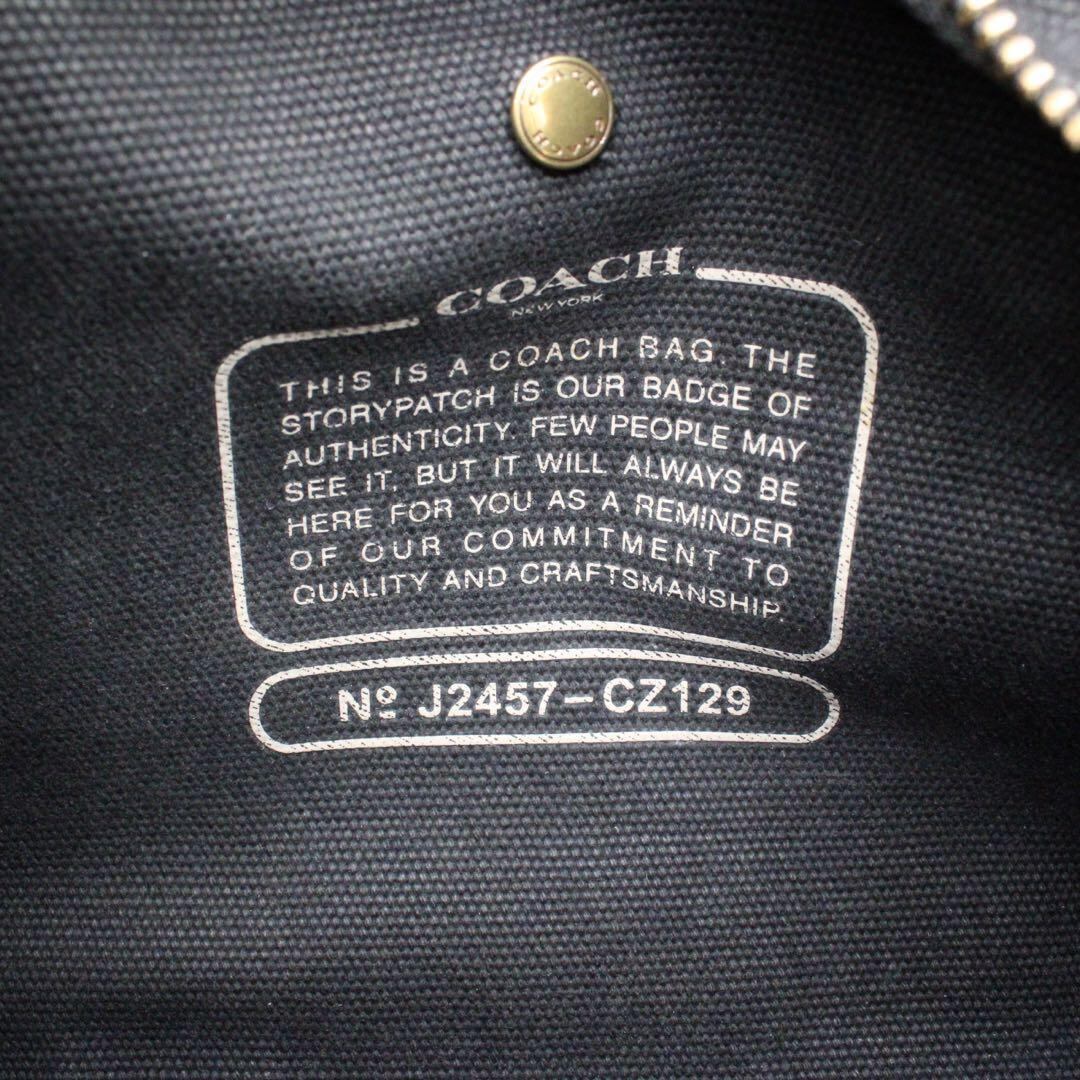 COACH
COACH
COACH
NEW YORK
THIS IS A COACH BAG. THE
STORYPATCH IS OUR BADGE OF
AUTHENTICITY. FEW PEOPLE MAY
SEE IT, BUT IT WILL ALWAYS BE
HERE FOR YOU AS A REMINDER
OF OUR COMMITMENT TO
QUALITY AND CRAFTSMANSHIP.
Nº J2457-CZ129